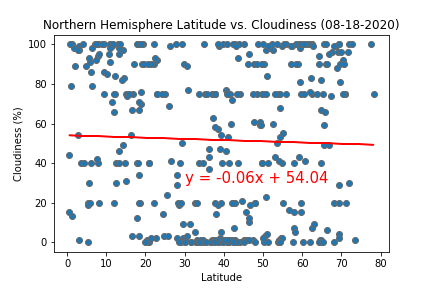 Northern Hemisphere Latitude vs. Cloudiness (08-18-2020)
Cloudiness (%)
100
80
60
40
20
0
y = -0.06x + 54.04
0 10 20 30 40 50 60 70 80
Latitude